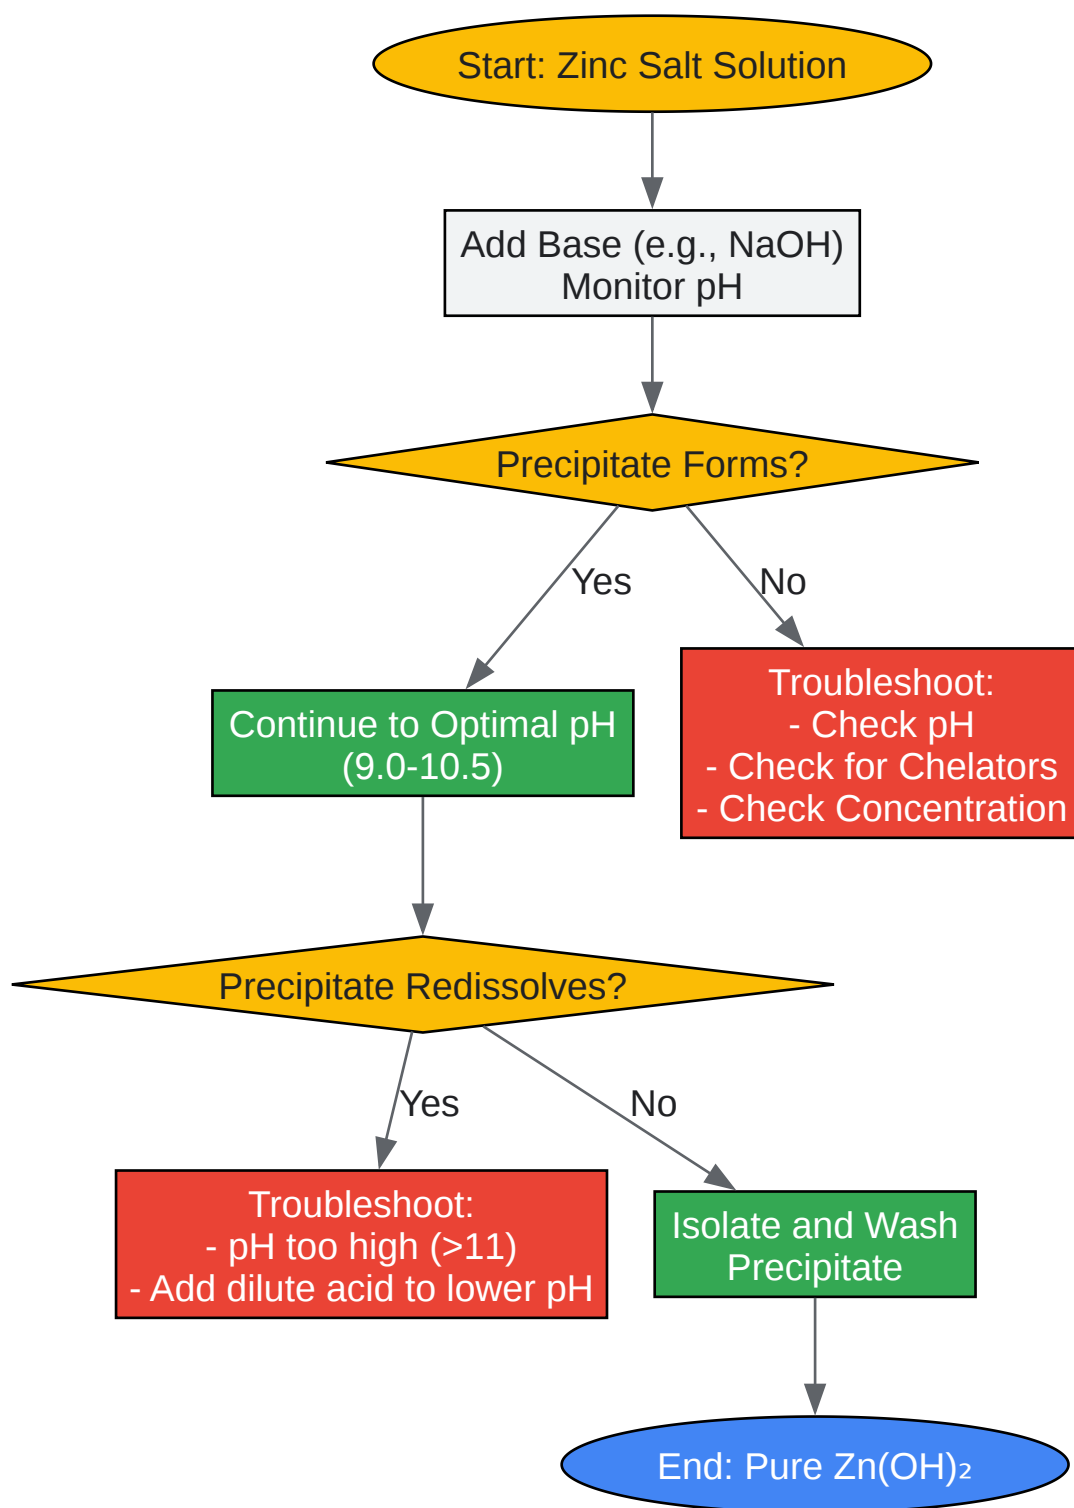 Start: Zinc Salt Solution
Add Base (e.g., NaOH)
Monitor pH
Precipitate Forms?
Yes
No
Troubleshoot:
- Check pH
- Check for Chelators
- Check Concentration
Continue to Optimal pH
(9.0-10.5)
Precipitate Redissolves?
Yes
No
Troubleshoot:
- pH too high (>11)
- Add dilute acid to lower pH
Isolate and Wash
Precipitate
End: Pure Zn(OH)₂